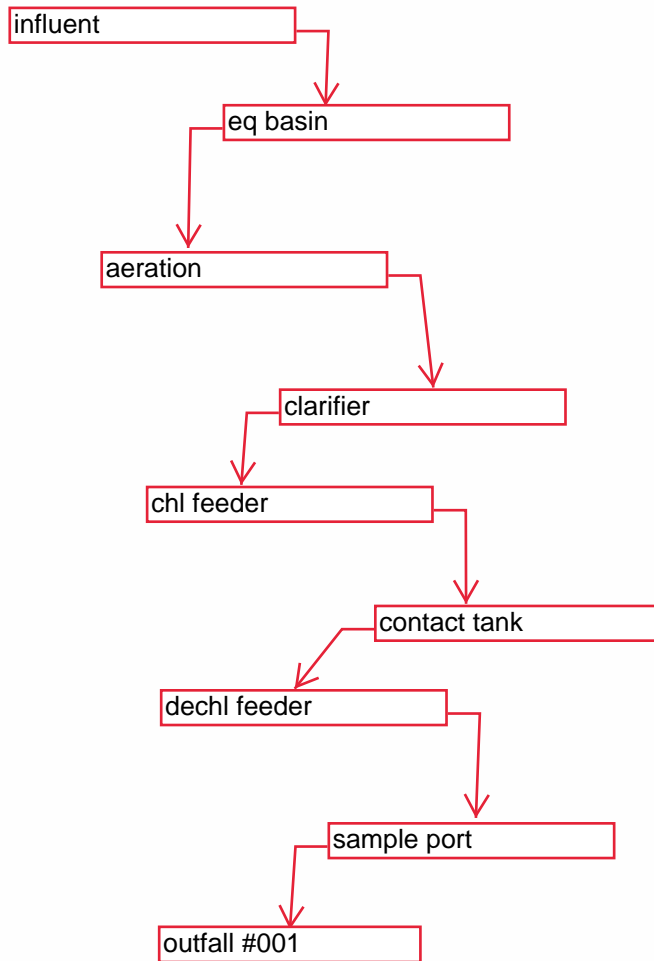 influent
eq basin
aeration
clarifier
chl feeder
contact tank
dechl feeder
sample port
outfall #001